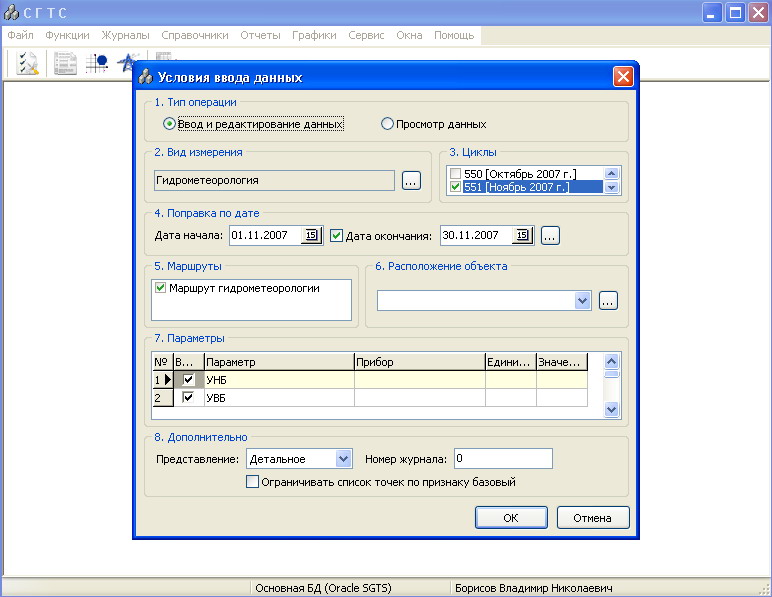 СГТС
Файл Функции Журналы Справочники Отчеты Графики Сервис Окна Помощь
Условия ввода данных
1. Тип операции
Ввод и редактирование данных Просмотр данных
2. Вид измерения 3. Циклы
Гидрометеорология ... 550 [Октябрь 2007 г.]
551 [Ноябрь 2007 г.]
4. Поправка по дате
Дата начала: 01.11.2007 15 Дата окончания: 30.11.2007 15 ...
5. Маршруты 6. Расположение объекта
Маршрут гидрометеорологии
...
7. Параметры
№ В... Параметр Прибор Едини... Значе...
1 УНБ
2 УВБ
8. Дополнительно
Представление: Детальное Номер журнала: 0
Ограничивать список точек по признаку базовый
ОК Отмена
Основная БД (Oracle SGTS) Борисов Владимир Николаевич